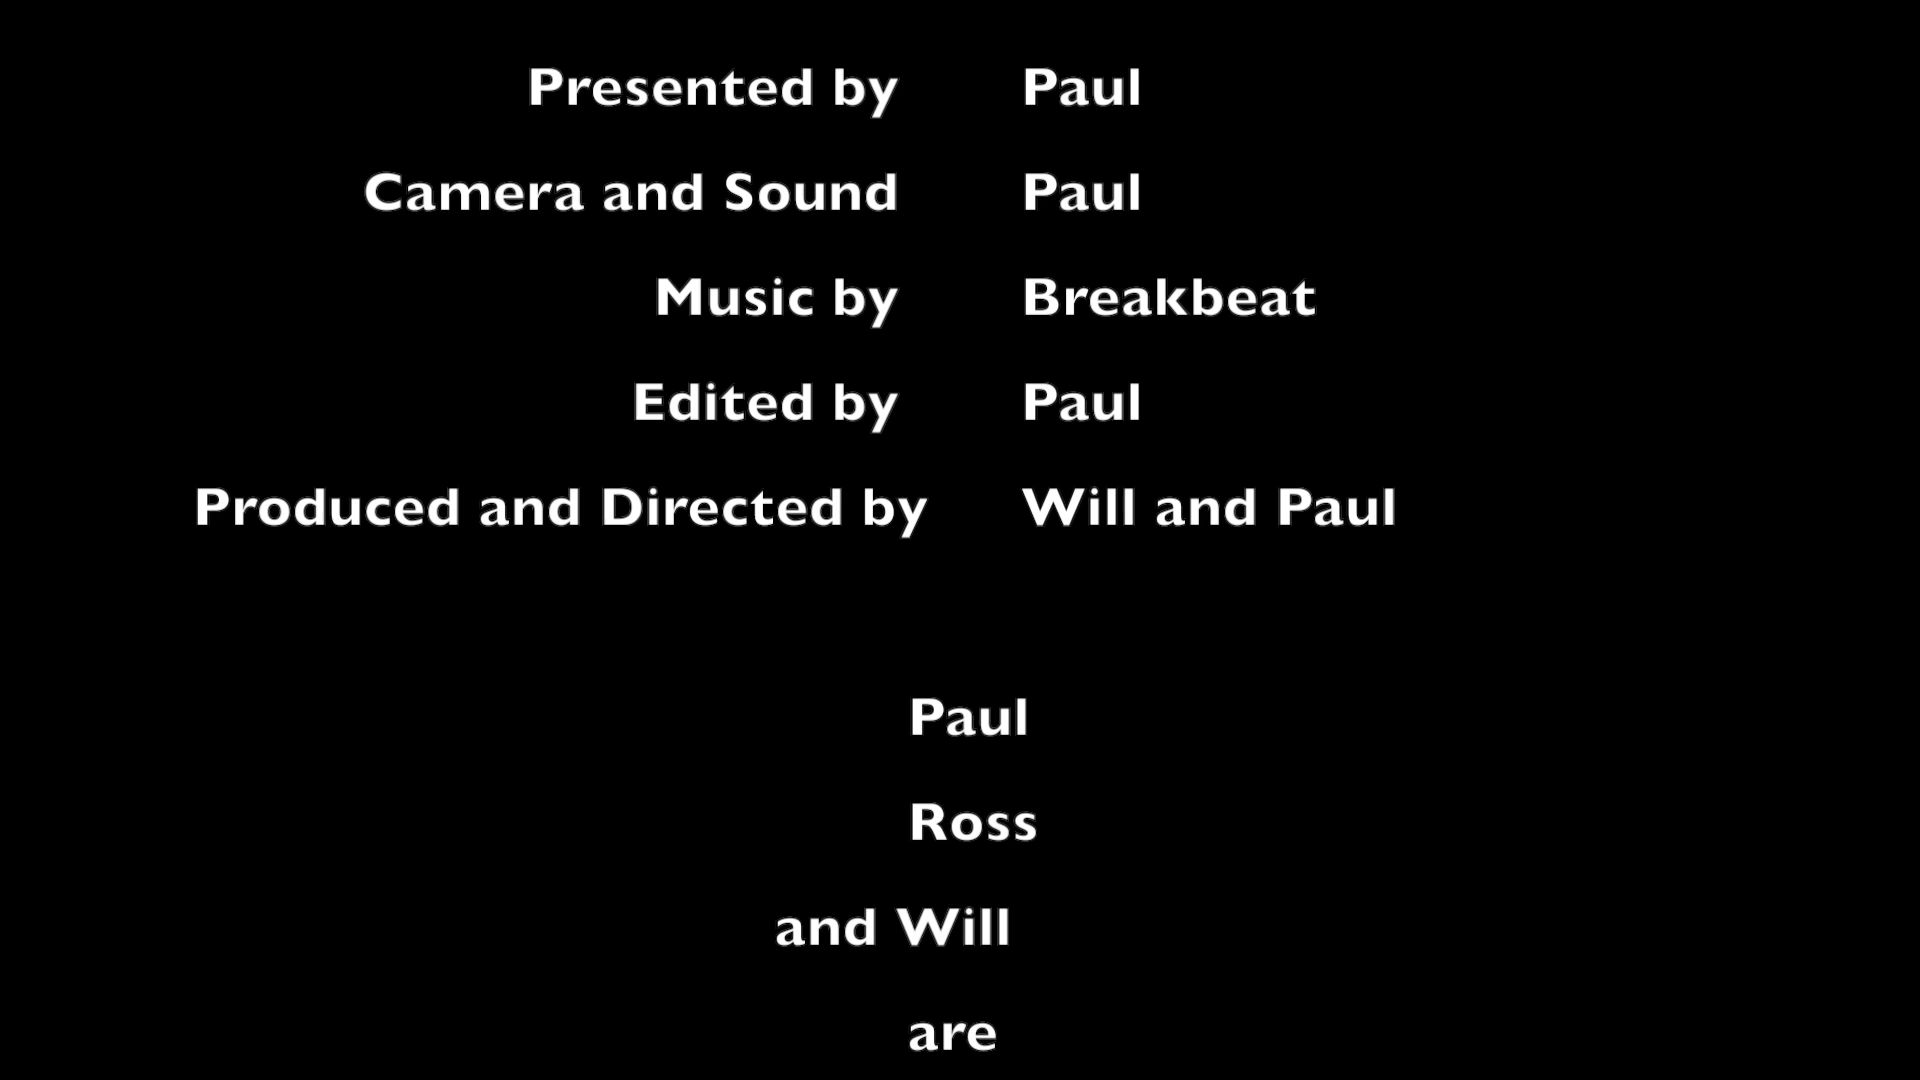 Presented by Paul
Camera and Sound Paul
Music by Breakbeat
Edited by Paul
Produced and Directed by Will and Paul
Paul
Ross
and Will
are